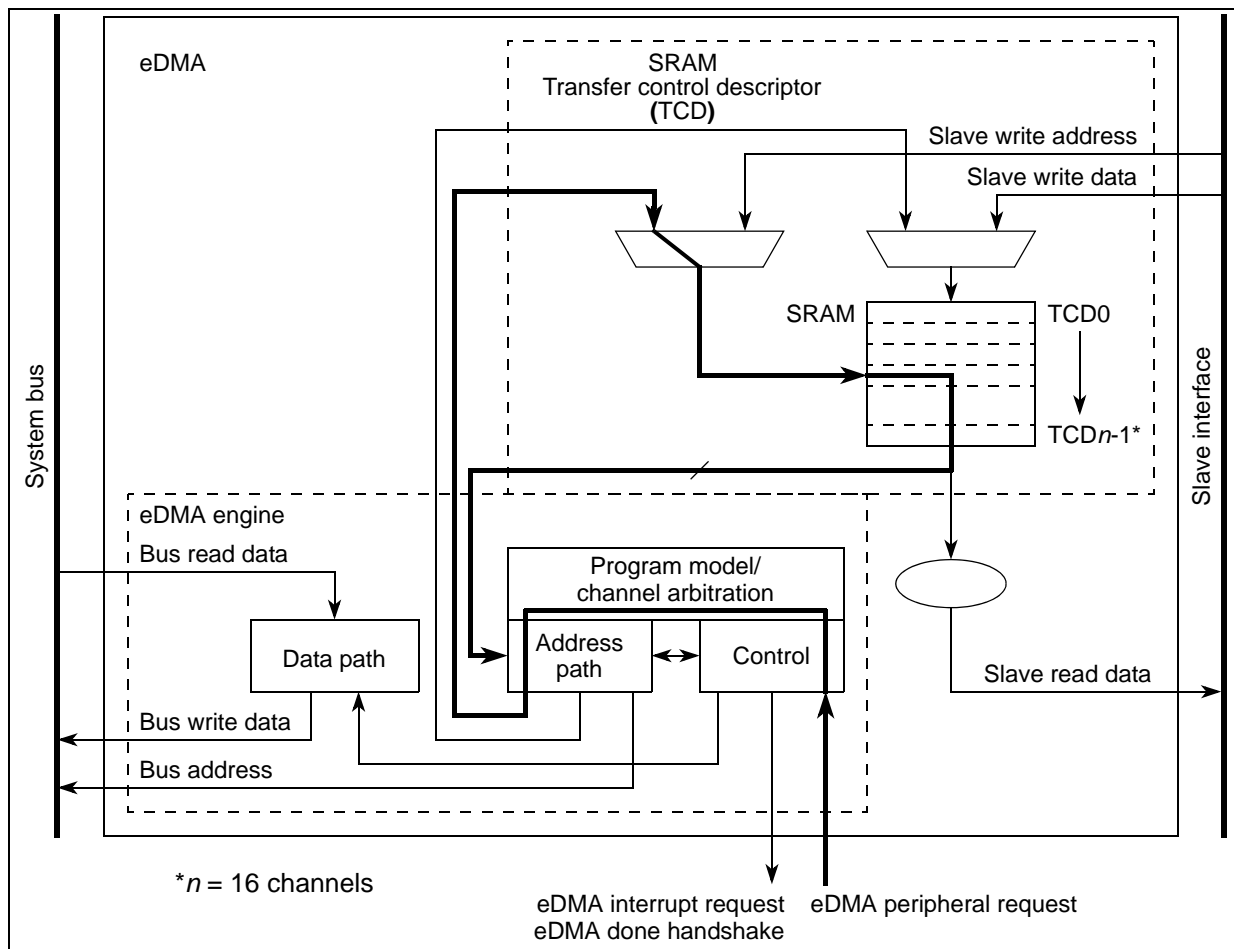 eDMA
SRAM
Transfer control descriptor
(TCD)
Slave write address
Slave write data
SRAM
TCD0
TCDn-1*
System bus
Slave interface
eDMA engine
Bus read data
Program model/
channel arbitration
Data path
Address
path
Control
Slave read data
Bus write data
Bus address
*n = 16 channels
eDMA interrupt request
eDMA done handshake
eDMA peripheral request